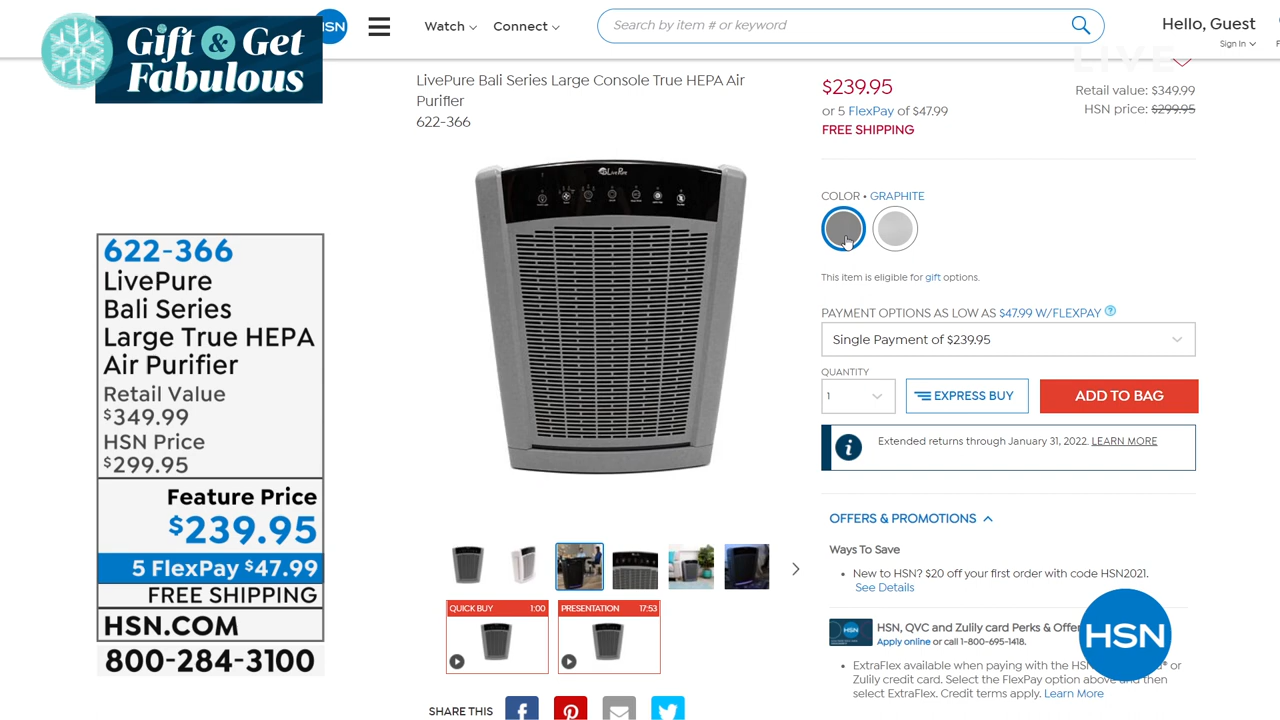 Gift & Get
Fabulous
HSN
Watch
Connect
Search by item # or keyword
Hello, Guest
Sign In
LIVE
LivePure Bali Series Large Console True HEPA Air
Purifier
622-366
$239.95
or 5 FlexPay of $47.99
FREE SHIPPING
Retail value: $349.99
HSN price: $299.95
COLOR • GRAPHITE
This item is eligible for gift options.
PAYMENT OPTIONS AS LOW AS $47.99 W/FLEXPAY ?
Single Payment of $239.95
QUANTITY
1
EXPRESS BUY
ADD TO BAG
Extended returns through January 31, 2022. LEARN MORE
OFFERS & PROMOTIONS
Ways To Save
• New to HSN? $20 off your first order with code HSN2021.
See Details
HSN, QVC and Zulily card Perks & Offer
Apply online or call 1-800-695-1418.
• ExtraFlex available when paying with the HS
or
Zulily credit card. Select the FlexPay option above and then
select ExtraFlex. Credit terms apply. Learn More
HSN
LivePure
QUICK BUY 1:00
PRESENTATION 17:53
SHARE THIS
622-366
LivePure
Bali Series
Large True HEPA
Air Purifier
Retail Value
$349.99
HSN Price
$299.95
Feature Price
$239.95
5 FlexPay $47.99
FREE SHIPPING
HSN.COM
800-284-3100